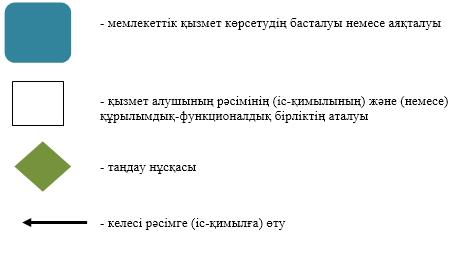 - мемлекеттік қызмет көрсетудің басталуы немесе аяқталуы
- қызмет алушының рәсімінің (іс-қимылының) және (немесе)
құрылымдық-функционалдық бірліктің атауы
- таңдау нұсқасы
- келесі рәсімге (іс-қимылға) өту